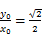 y₀/x₀ = √2/2